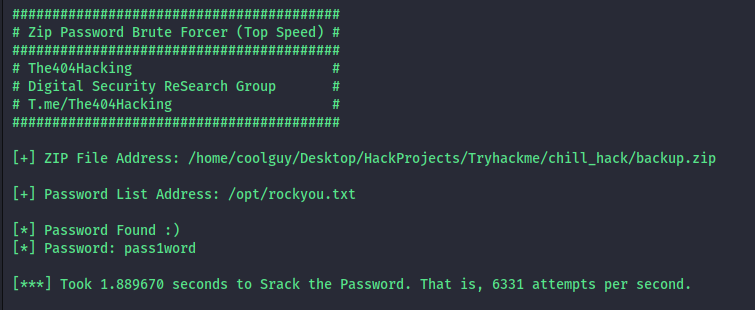 #########################################
# Zip Password Brute Forcer (Top Speed) #
#########################################
# The404Hacking #
# Digital Security ReSearch Group #
# T.me/The404Hacking #
#########################################
[+] ZIP File Address: /home/coolguy/Desktop/HackProjects/Tryhackme/chill_hack/backup.zip
[+] Password List Address: /opt/rockyou.txt
[*] Password Found :)
[*] Password: pass1word
[***] Took 1.889670 seconds to Srack the Password. That is, 6331 attempts per second.